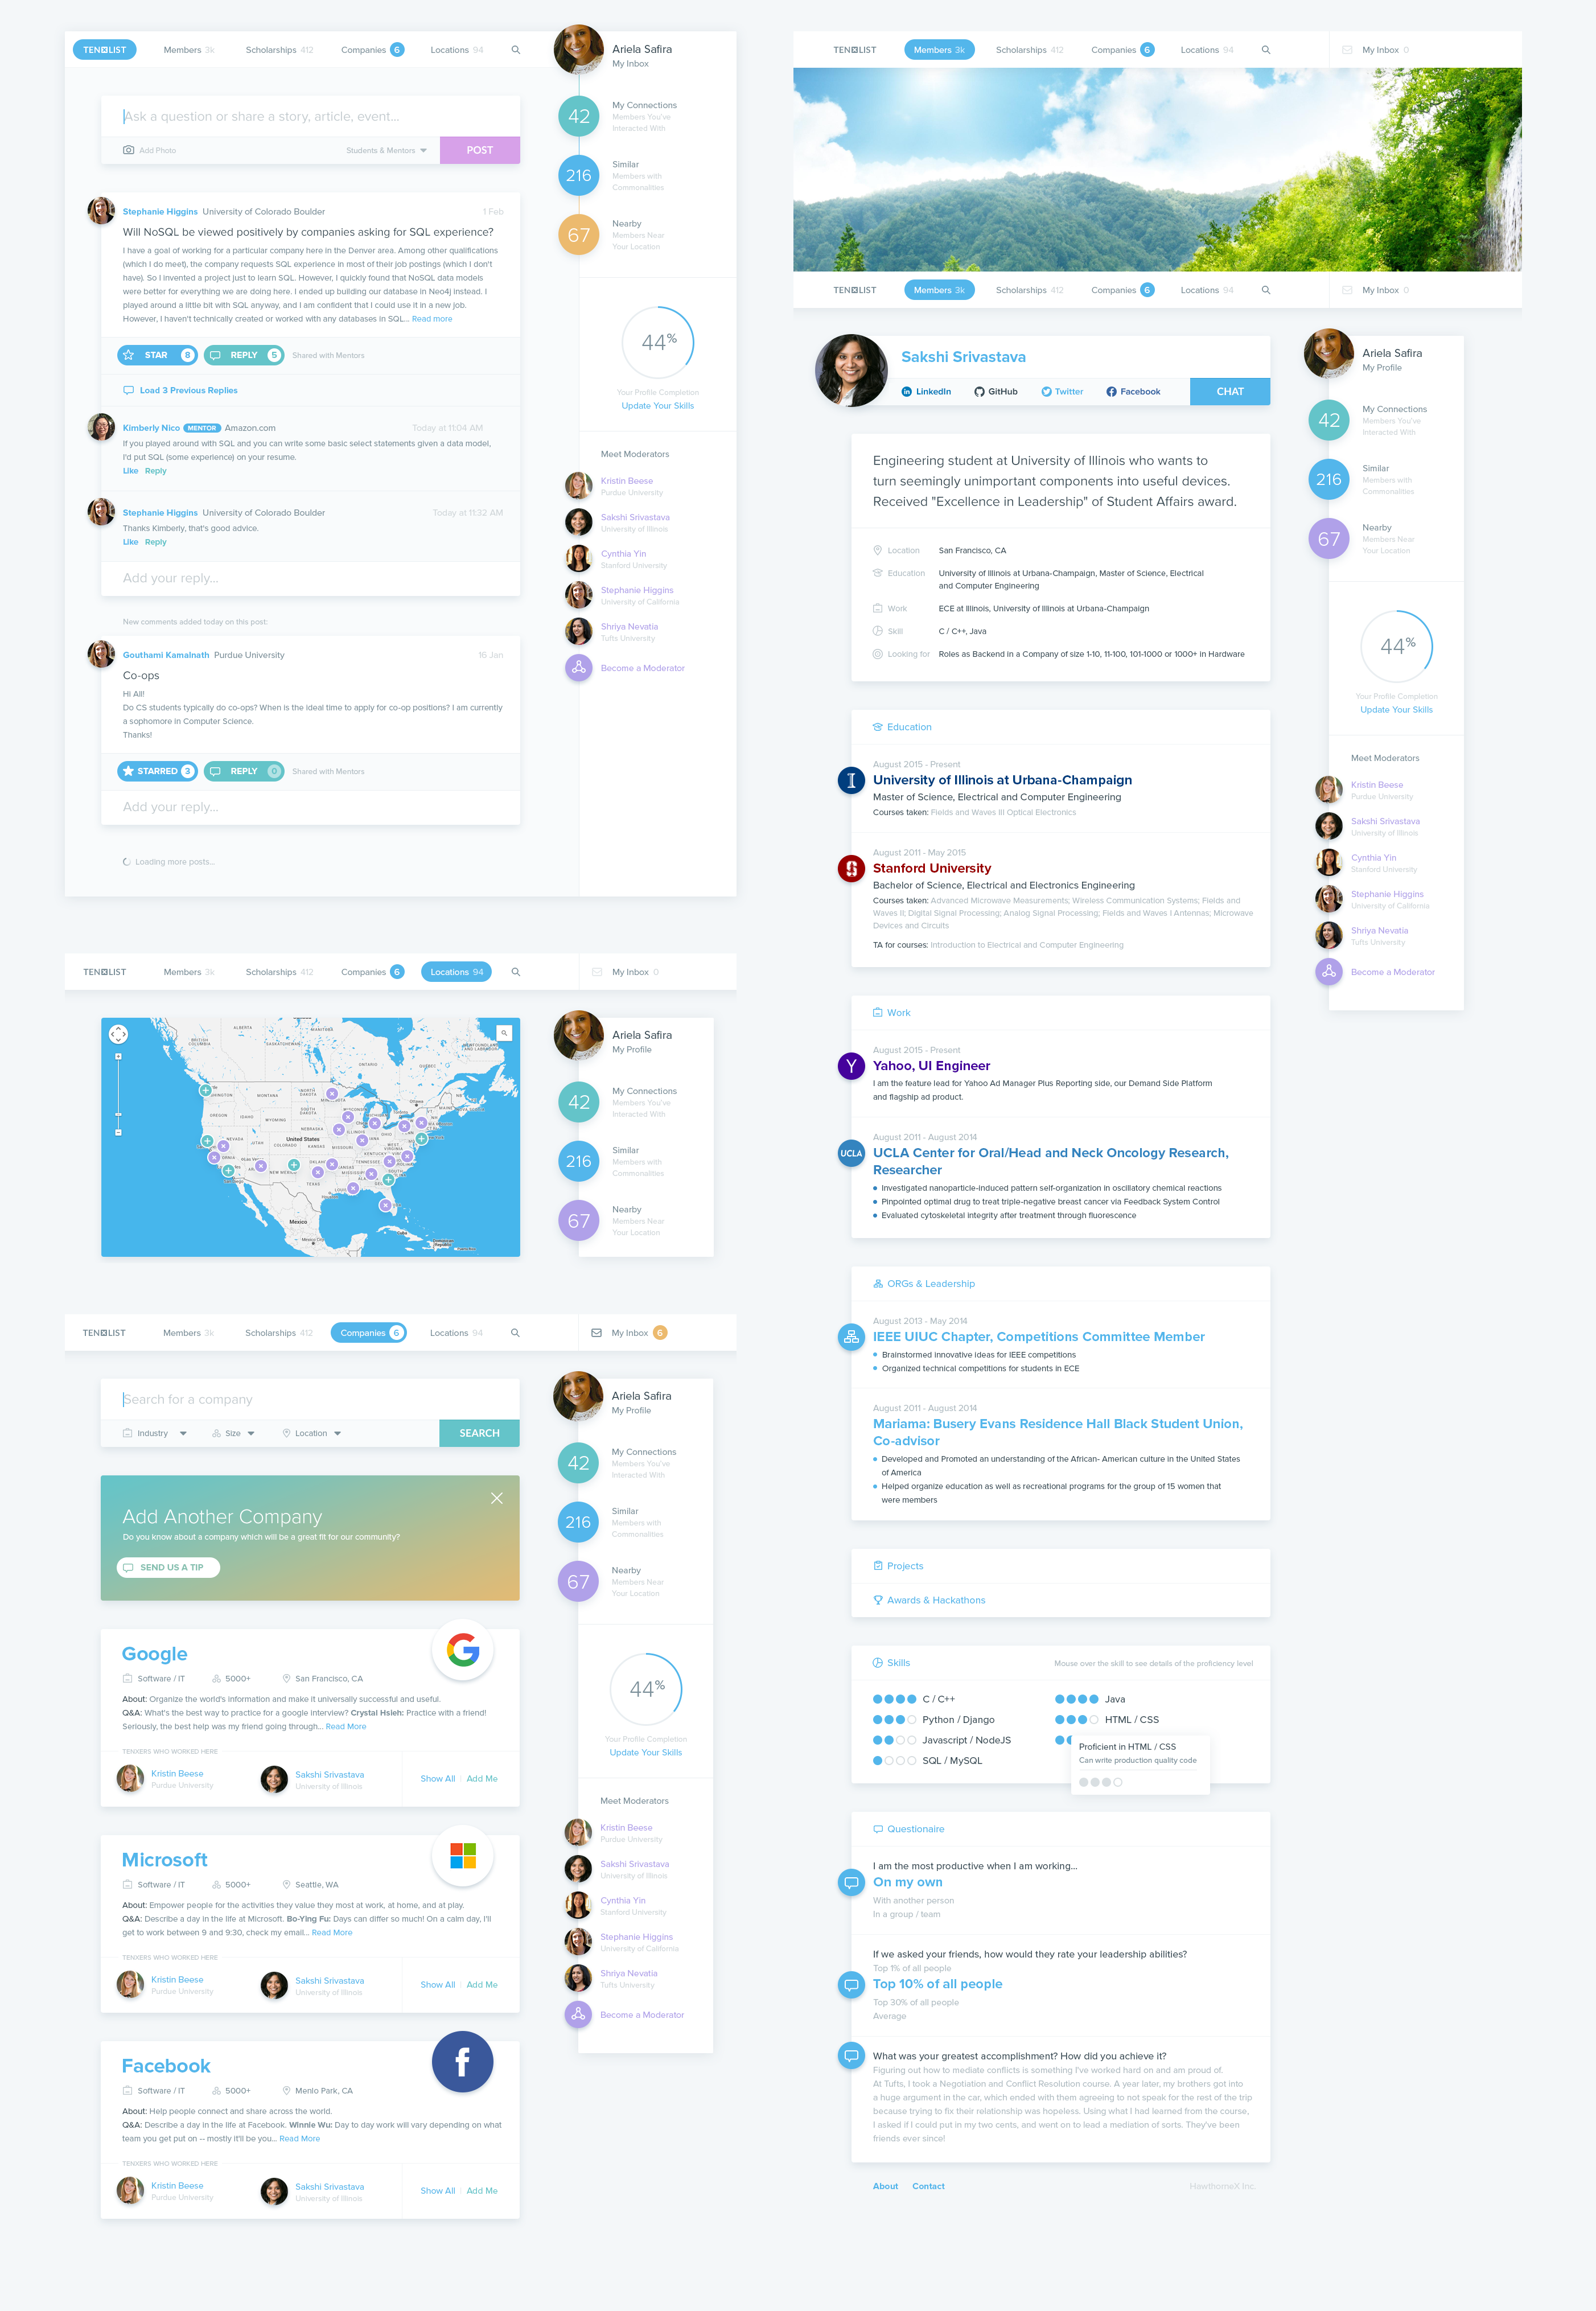 TENXLIST
Members 3k
Scholarships 412
Companies 6
Locations 94
Ariela Safira
My Inbox
Ask a question or share a story, article, event...
Add Photo
Students & Mentors
POST
Stephanie Higgins University of Colorado Boulder
1 Feb
Will NoSQL be viewed positively by companies asking for SQL experience?
I have a goal of working for a particular company here in the Denver area. Among other qualifications
(which I do meet), the company requests SQL experience in most of their job postings (which I don't
have). So I invented a project just to learn SQL. However, I quickly found that NoSQL data models
were better for everything we are doing here. I ended up building our database in Neo4j instead. I
played around a little bit with SQL anyway, and I am confident that I could use it in a new job.
However, I haven't technically created or worked with any databases in SQL... Read more
STAR 8
REPLY 5
Shared with Mentors
Load 3 Previous Replies
Kimberly Nico MENTOR Amazon.com
Today at 11:04 AM
If you played around with SQL and you can write some basic select statements given a data model,
I'd put SQL (some experience) on your resume.
Like Reply
Stephanie Higgins University of Colorado Boulder
Today at 11:32 AM
Thanks Kimberly, that's good advice.
Like Reply
Add your reply...
New comments added today on this post:
Gouthami Kamalnath Purdue University
16 Jan
Co-ops
Hi All!
Do CS students typically do co-ops? When is the ideal time to apply for co-op positions? I am currently
a sophomore in Computer Science.
Thanks!
STARRED 3
REPLY 0
Shared with Mentors
Add your reply...
Loading more posts...
42
My Connections
Members You've
Interacted With
216
Similar
Members with
Commonalities
67
Nearby
Members Near
Your Location
44%
Your Profile Completion
Update Your Skills
Meet Moderators
Kristin Beese
Purdue University
Sakshi Srivastava
University of Illinois
Cynthia Yin
Stanford University
Stephanie Higgins
University of California
Shriya Nevatia
Tufts University
Become a Moderator
TENXLIST
Members 3k
Scholarships 412
Companies 6
Locations 94
My Inbox 0
ALBERTA
MANITOBA
BRITISH
COLUMBIA
SASKATCHEWAN
ONTARIO
QUEBEC
MONTANA
OREGON
IDAHO
WYOMING
NEBRASKA
NEVADA
UTAH
COLORADO
KANSAS
MISSOURI
United States
Mexico
Mexico City
Cuba
Ariela Safira
My Profile
42
My Connections
Members You've
Interacted With
216
Similar
Members with
Commonalities
67
Nearby
Members Near
Your Location
TENXLIST
Members 3k
Scholarships 412
Companies 6
Locations 94
My Inbox 6
Search for a company
Industry
Size
Location
SEARCH
Add Another Company
Do you know about a company which will be a great fit for our community?
SEND US A TIP
Google
Software / IT
5000+
San Francisco, CA
About: Organize the world's information and make it universally successful and useful.
Q&A: What's the best way to practice for a google interview? Crystal Hsieh: Practice with a friend!
Seriously, the best help was my friend going through... Read More
TENXERS WHO WORKED HERE
Kristin Beese
Purdue University
Sakshi Srivastava
University of Illinois
Show All | Add Me
Microsoft
Software / IT
5000+
Seattle, WA
About: Empower people for the activities they value they most at work, at home, and at play.
Q&A: Describe a day in the life at Microsoft. Bo-Ying Fu: Days can differ so much! On a calm day, I'll
get to work between 9 and 9:30, check my email... Read More
TENXERS WHO WORKED HERE
Kristin Beese
Purdue University
Sakshi Srivastava
University of Illinois
Show All | Add Me
Facebook
Software / IT
5000+
Menlo Park, CA
About: Help people connect and share across the world.
Q&A: Describe a day in the life at Facebook. Winnie Wu: Day to day work will vary depending on what
team you get put on -- mostly it'll be you... Read More
TENXERS WHO WORKED HERE
Kristin Beese
Purdue University
Sakshi Srivastava
University of Illinois
Show All | Add Me
Ariela Safira
My Profile
42
My Connections
Members You've
Interacted With
216
Similar
Members with
Commonalities
67
Nearby
Members Near
Your Location
44%
Your Profile Completion
Update Your Skills
Meet Moderators
Kristin Beese
Purdue University
Sakshi Srivastava
University of Illinois
Cynthia Yin
Stanford University
Stephanie Higgins
University of California
Shriya Nevatia
Tufts University
Become a Moderator
TENXLIST
Members 3k
Scholarships 412
Companies 6
Locations 94
My Inbox 0
TENXLIST
Members 3k
Scholarships 412
Companies 6
Locations 94
My Inbox 0
Sakshi Srivastava
LinkedIn
GitHub
Twitter
Facebook
CHAT
Engineering student at University of Illinois who wants to
turn seemingly unimportant components into useful devices.
Received "Excellence in Leadership" of Student Affairs award.
Location San Francisco, CA
Education University of Illinois at Urbana-Champaign, Master of Science, Electrical
and Computer Engineering
Work ECE at Illinois, University of Illinois at Urbana-Champaign
Skill C / C++, Java
Looking for Roles as Backend in a Company of size 1-10, 11-100, 101-1000 or 1000+ in Hardware
Education
August 2015 - Present
University of Illinois at Urbana-Champaign
Master of Science, Electrical and Computer Engineering
Courses taken: Fields and Waves III Optical Electronics
August 2011 - May 2015
Stanford University
Bachelor of Science, Electrical and Electronics Engineering
Courses taken: Advanced Microwave Measurements; Wireless Communication Systems; Fields and
Waves II; Digital Signal Processing; Analog Signal Processing; Fields and Waves I Antennas; Microwave
Devices and Circuits
TA for courses: Introduction to Electrical and Computer Engineering
Work
August 2015 - Present
Y
Yahoo, UI Engineer
I am the feature lead for Yahoo Ad Manager Plus Reporting side, our Demand Side Platform
and flagship ad product.
August 2011 - August 2014
UCLA
UCLA Center for Oral/Head and Neck Oncology Research,
Researcher
Investigated nanoparticle-induced pattern self-organization in oscillatory chemical reactions
Pinpointed optimal drug to treat triple-negative breast cancer via Feedback System Control
Evaluated cytoskeletal integrity after treatment through fluorescence
ORGs & Leadership
August 2013 - May 2014
IEEE UIUC Chapter, Competitions Committee Member
Brainstormed innovative ideas for IEEE competitions
Organized technical competitions for students in ECE
August 2011 - August 2014
Mariama: Busery Evans Residence Hall Black Student Union,
Co-advisor
Developed and Promoted an understanding of the African- American culture in the United States
of America
Helped organize education as well as recreational programs for the group of 15 women that
were members
Projects
Awards & Hackathons
Skills
Mouse over the skill to see details of the proficiency level
C / C++
Java
Python / Django
HTML / CSS
Javascript / NodeJS
SQL / MySQL
Proficient in HTML / CSS
Can write production quality code
Questionaire
I am the most productive when I am working...
On my own
With another person
In a group / team
If we asked your friends, how would they rate your leadership abilities?
Top 1% of all people
Top 10% of all people
Top 30% of all people
Average
What was your greatest accomplishment? How did you achieve it?
Figuring out how to mediate conflicts is something I've worked hard on and am proud of.
At Tufts, I took a Negotiation and Conflict Resolution course. A year later, my brothers got into
a huge argument in the car, which ended with them agreeing to not speak for the rest of the trip
because trying to fix their relationship was hopeless. Using what I had learned from the course,
I asked if I could put in my two cents, and went on to lead a mediation of sorts. They've been
friends ever since!
About
Contact
HawthorneX Inc.
Ariela Safira
My Profile
42
My Connections
Members You've
Interacted With
216
Similar
Members with
Commonalities
67
Nearby
Members Near
Your Location
44%
Your Profile Completion
Update Your Skills
Meet Moderators
Kristin Beese
Purdue University
Sakshi Srivastava
University of Illinois
Cynthia Yin
Stanford University
Stephanie Higgins
University of California
Shriya Nevatia
Tufts University
Become a Moderator